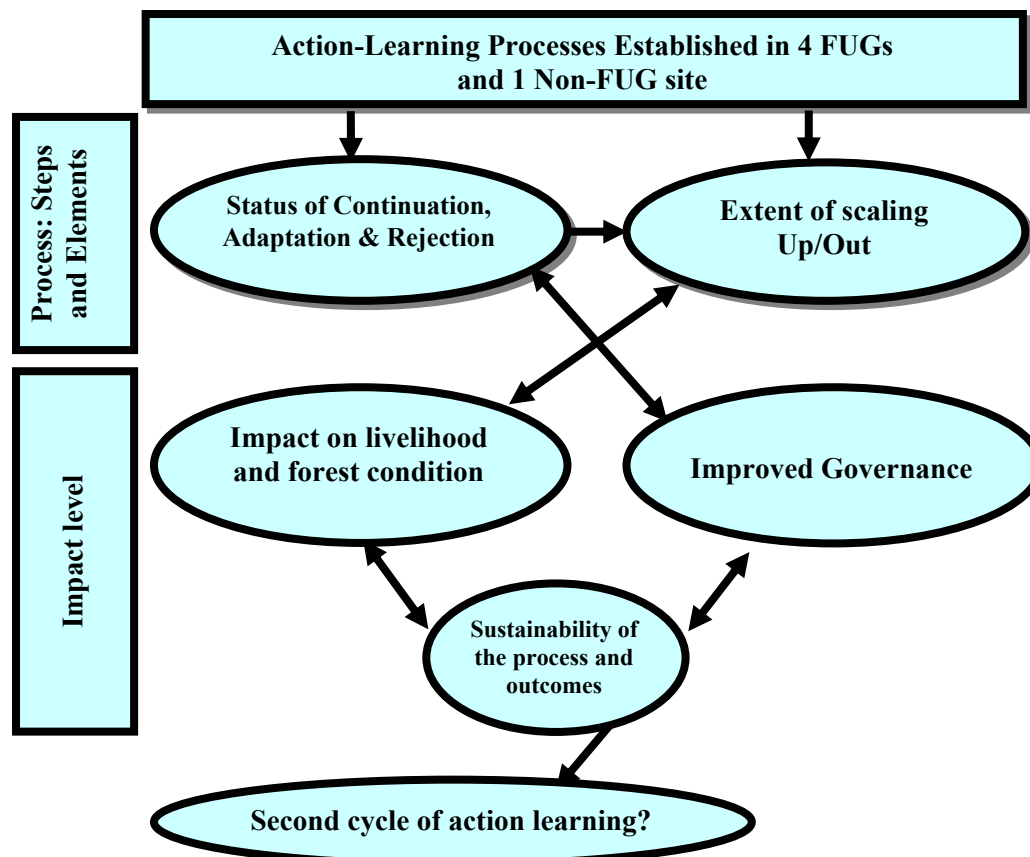 Action-Learning Processes Established in 4 FUGs
and 1 Non-FUG site
Process: Steps
and Elements
Status of Continuation,
Adaptation & Rejection
Extent of scaling
Up/Out
Impact level
Impact on livelihood
and forest condition
Improved Governance
Sustainability of
the process and
outcomes
Second cycle of action learning?